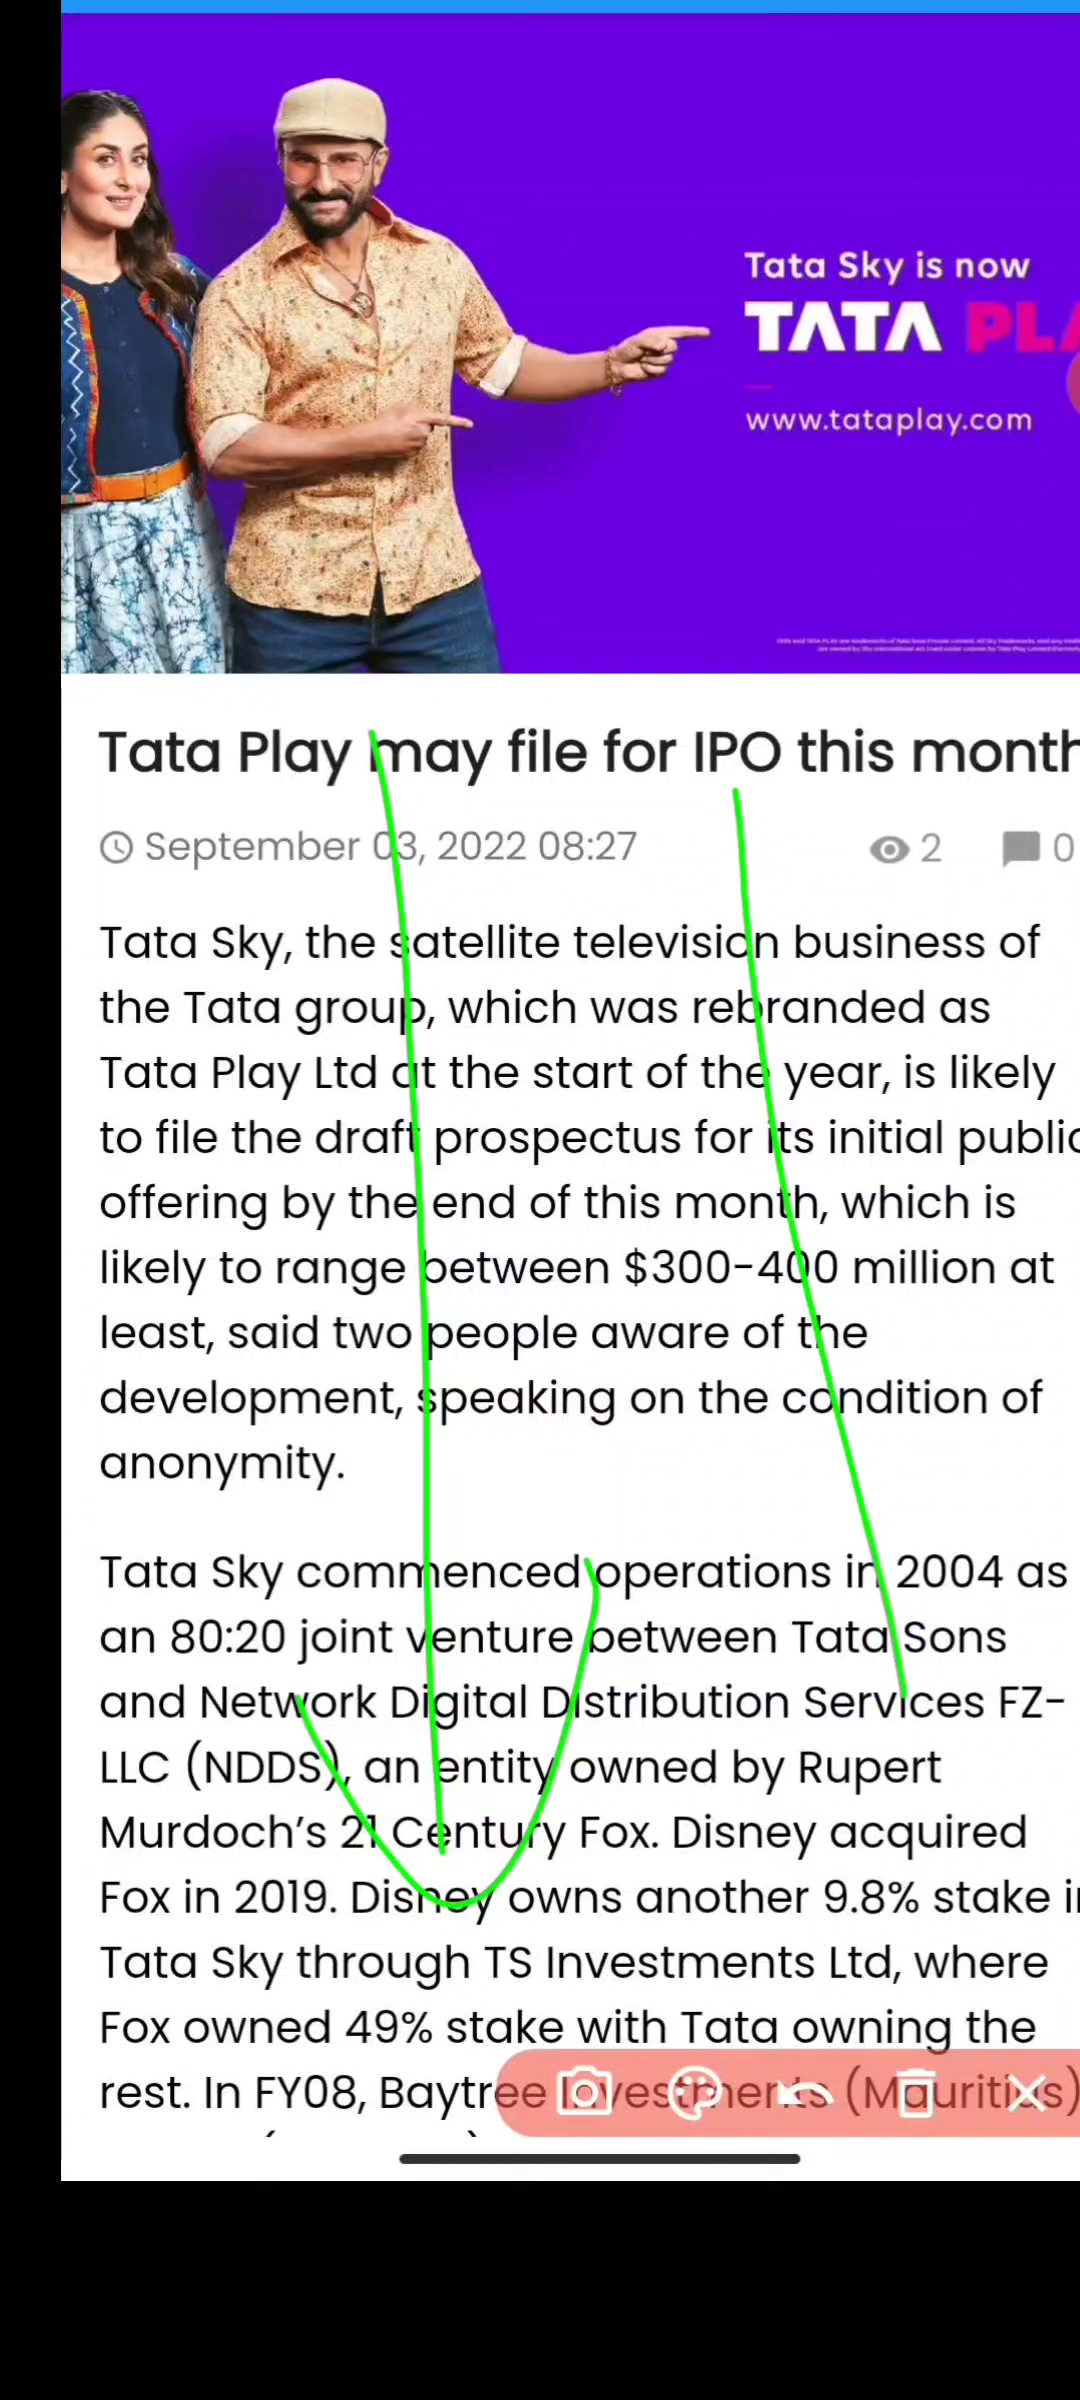 Tata Sky is now
TATA PLA
www.tataplay.com
Tata Play may file for IPO this month
September 03, 2022 08:27
2
0
Tata Sky, the satellite television business of
the Tata group, which was rebranded as
Tata Play Ltd at the start of the year, is likely
to file the draft prospectus for its initial public
offering by the end of this month, which is
likely to range between $300-400 million at
least, said two people aware of the
development, speaking on the condition of
anonymity.
Tata Sky commenced operations in 2004 as
an 80:20 joint venture between Tata Sons
and Network Digital Distribution Services FZ-
LLC (NDDS), an entity owned by Rupert
Murdoch’s 21 Century Fox. Disney acquired
Fox in 2019. Disney owns another 9.8% stake in
Tata Sky through TS Investments Ltd, where
Fox owned 49% stake with Tata owning the
rest. In FY08, Baytree Investments (Mauritius)